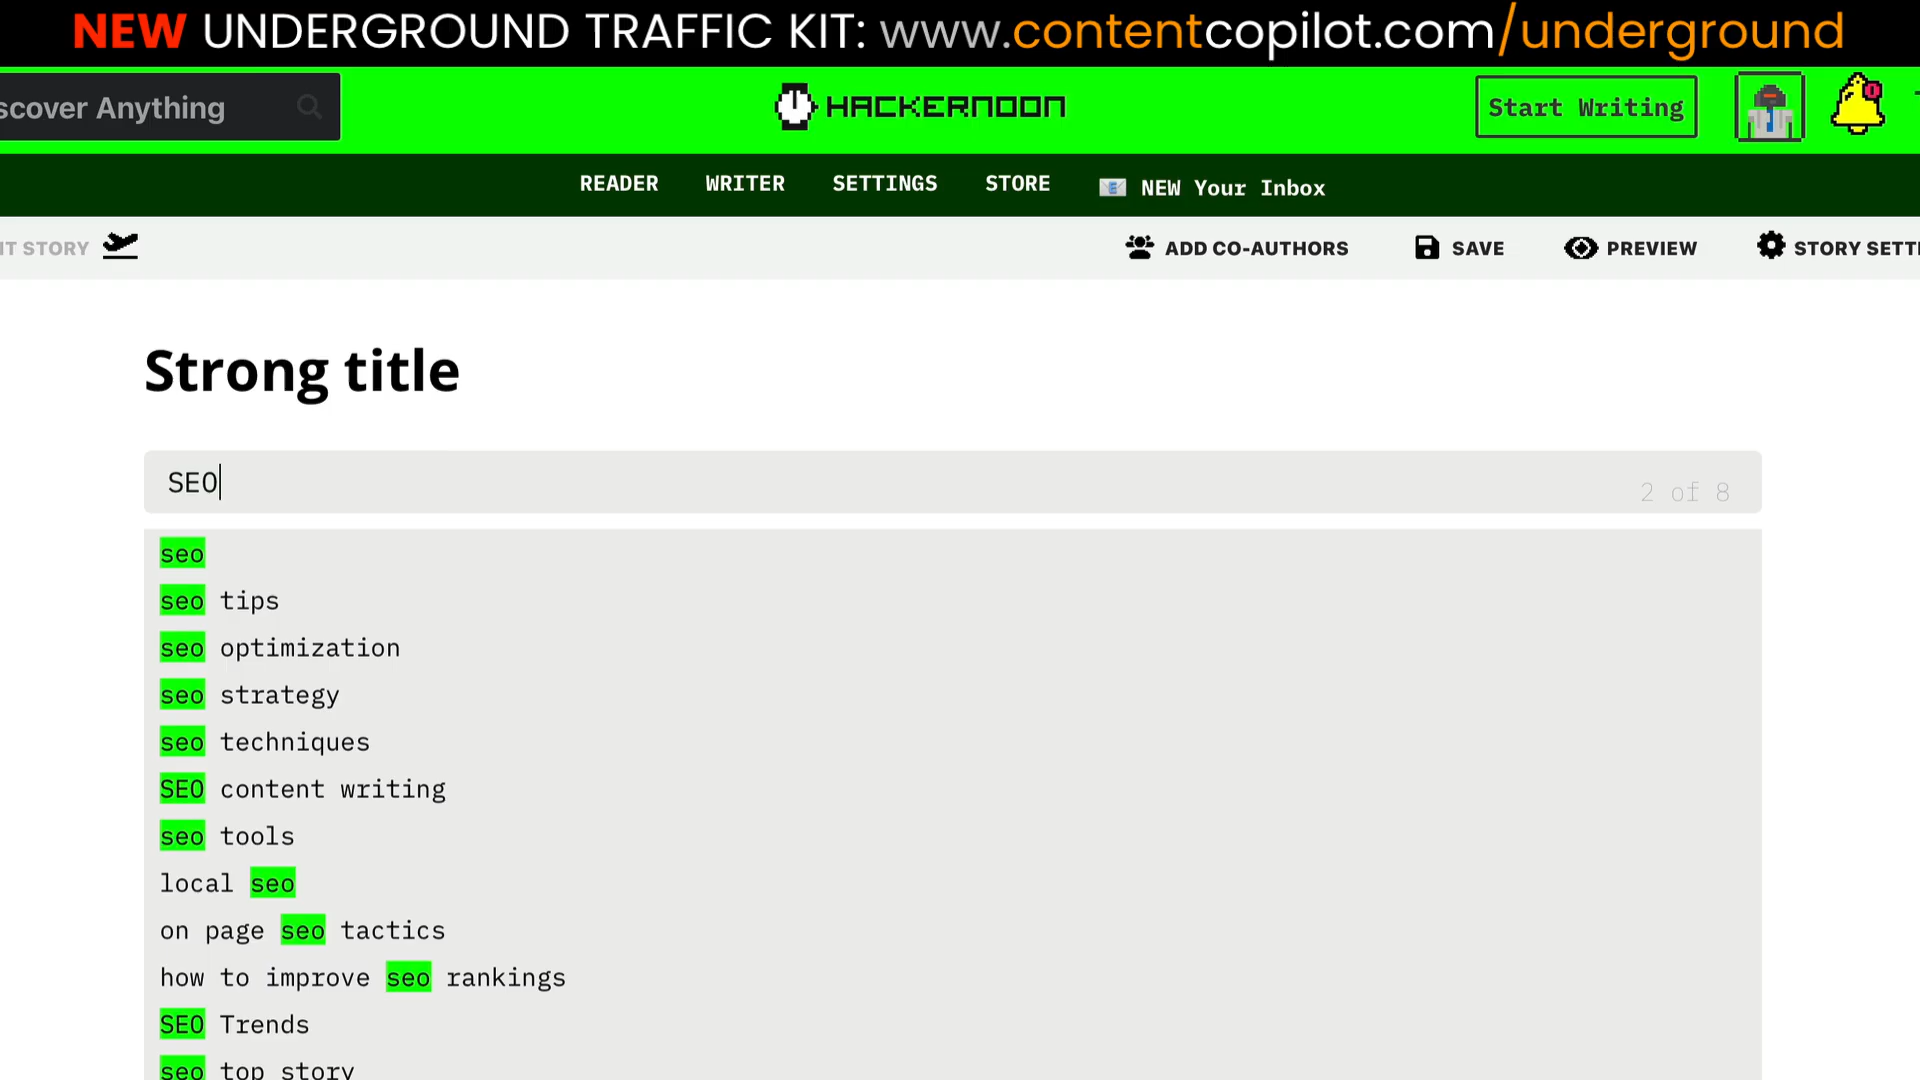 NEW UNDERGROUND TRAFFIC KIT: www.contentcopilot.com/underground
scover Anything
HACKERNOON
Start Writing
READER WRITER SETTINGS STORE NEW Your Inbox
IT STORY
ADD CO-AUTHORS SAVE PREVIEW STORY SETTI
Strong title
SEO
2 of 8
seo
seo tips
seo optimization
seo strategy
seo techniques
SEO content writing
seo tools
local seo
on page seo tactics
how to improve seo rankings
SEO Trends
seo top story